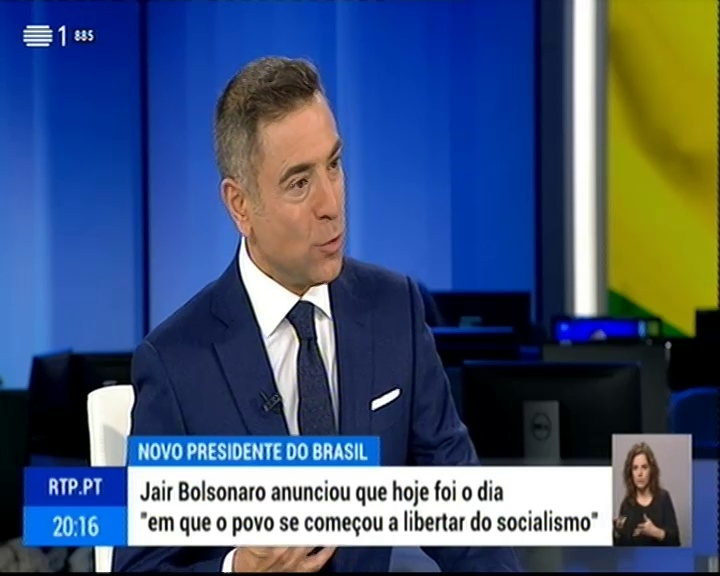 1 885
NOVO PRESIDENTE DO BRASIL
RTP.PT
Jair Bolsonaro anunciou que hoje foi o dia
20:16
"em que o povo se começou a libertar do socialismo"
DELL